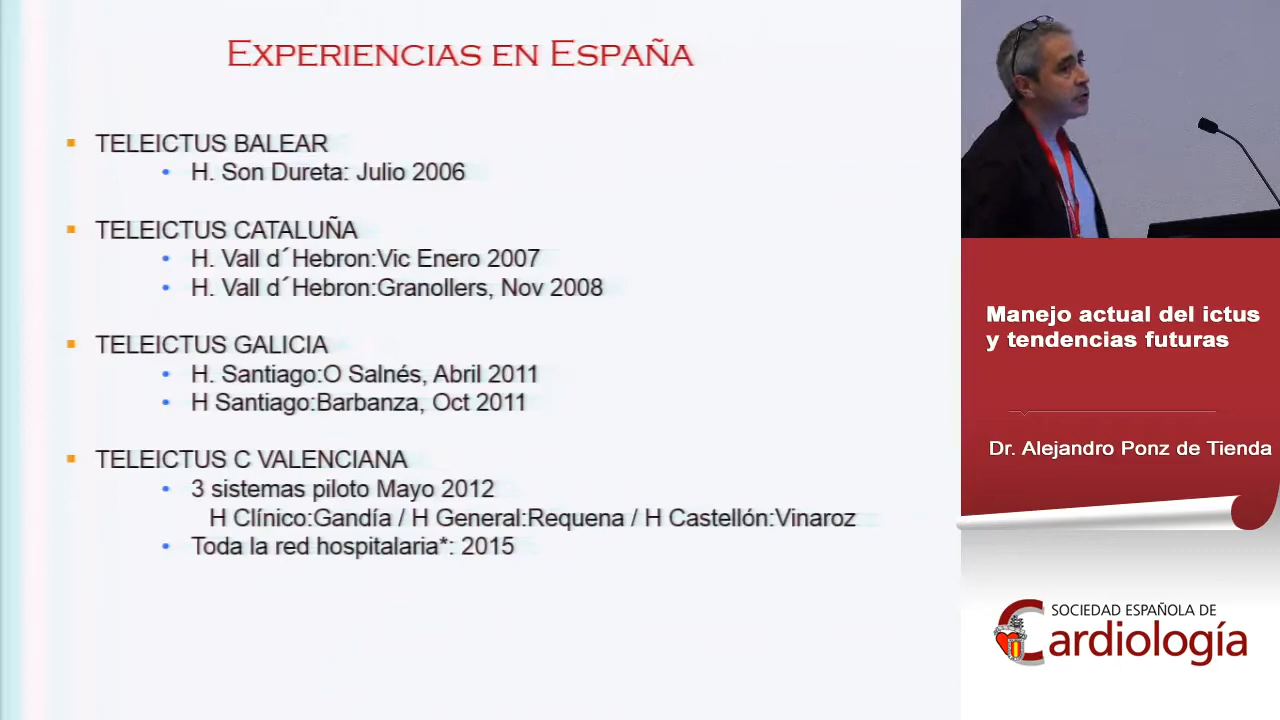 EXPERIENCIAS EN ESPAÑA
TELEICTUS BALEAR
H. Son Dureta: Julio 2006
TELEICTUS CATALUÑA
H. Vall d´Hebron:Vic Enero 2007
H. Vall d´Hebron:Granollers, Nov 2008
TELEICTUS GALICIA
H. Santiago:O Salnés, Abril 2011
H Santiago:Barbanza, Oct 2011
TELEICTUS C VALENCIANA
3 sistemas piloto Mayo 2012
H Clínico:Gandía / H General:Requena / H Castellón:Vinaroz
Toda la red hospitalaria*: 2015
Manejo actual del ictus
y tendencias futuras
Dr. Alejandro Ponz de Tienda
SOCIEDAD ESPAÑOLA DE
Cardiología